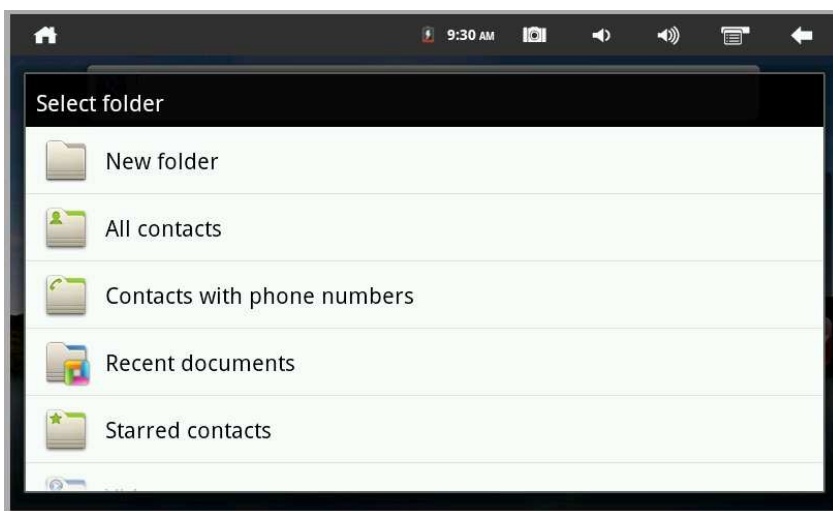 9:30 AM
Select folder
New folder
All contacts
Contacts with phone numbers
Recent documents
Starred contacts